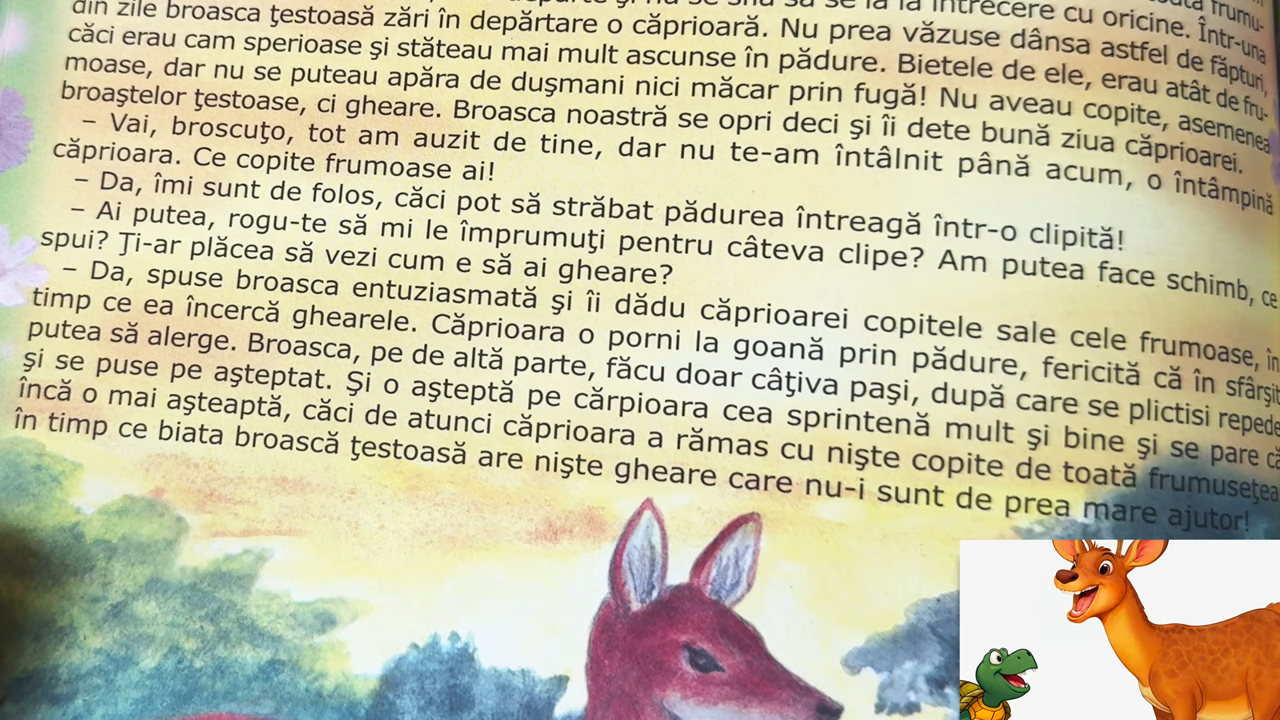 întrecere cu oricine. Într-una
din zile broasca ţestoasă zări în depărtare o căprioară. Nu prea văzuse dânsa astfel de făpturi,
căci erau cam sperioase şi stăteau mai mult ascunse în pădure. Bietele de ele, erau atât de fru-
moase, dar nu se puteau apăra de duşmani nici măcar prin fugă! Nu aveau copite, asemenea
broaştelor ţestoase, ci gheare. Broasca noastră se opri deci şi îi dete bună ziua căprioarei.
– Vai, broscuţo, tot am auzit de tine, dar nu te-am întâlnit până acum, o întâmpină
căprioara. Ce copite frumoase ai!
– Da, îmi sunt de folos, căci pot să străbat pădurea întreagă într-o clipită!
– Ai putea, rogu-te să mi le împrumuţi pentru câteva clipe? Am putea face schimb, ce
spui? Ţi-ar plăcea să vezi cum e să ai gheare?
– Da, spuse broasca entuziasmată şi îi dădu căprioarei copitele sale cele frumoase, în
timp ce ea încercă ghearele. Căprioara o porni la goană prin pădure, fericită că în sfârşit
putea să alerge. Broasca, pe de altă parte, făcu doar câţiva paşi, după care se plictisi repede
şi se puse pe aşteptat. Şi o aşteptă pe cărpioara cea sprintenă mult şi bine şi se pare că
încă o mai aşteaptă, căci de atunci căprioara a rămas cu nişte copite de toată frumuseţea
în timp ce biata broască ţestoasă are nişte gheare care nu-i sunt de prea mare ajutor!